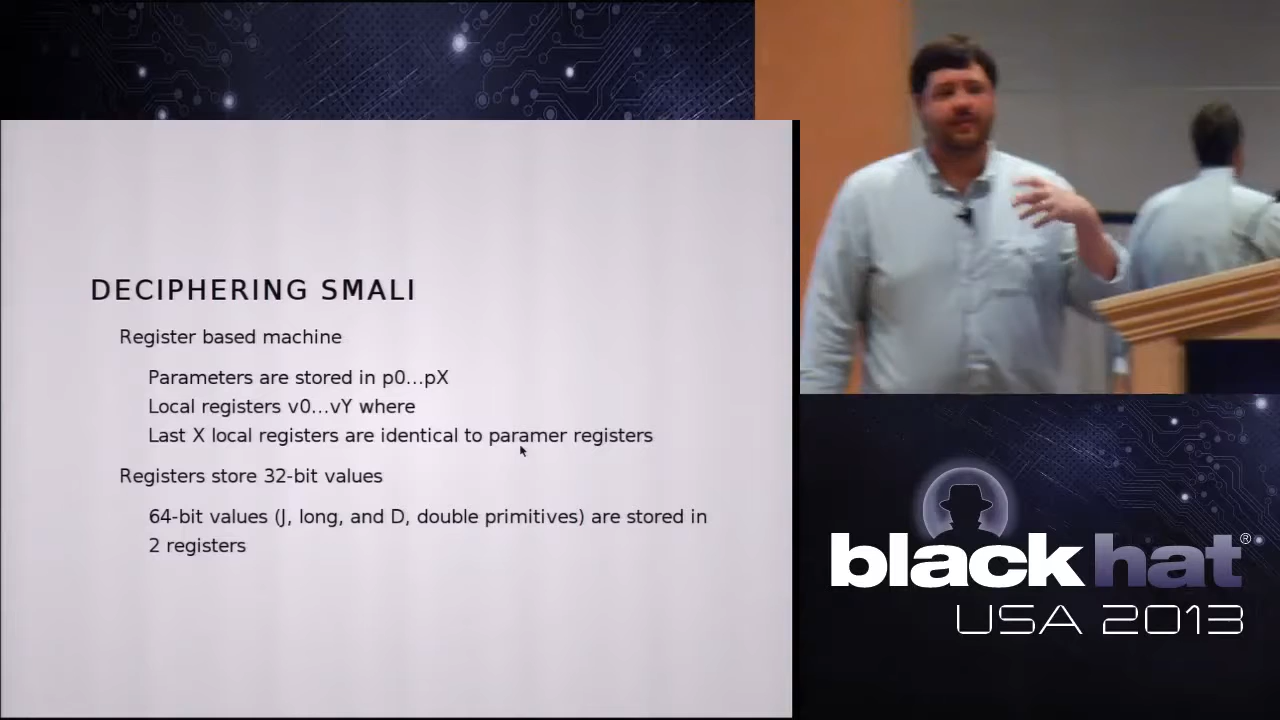 DECIPHERING SMALI
Register based machine
Parameters are stored in p0...pX
Local registers v0...vY where
Last X local registers are identical to paramer registers
Registers store 32-bit values
64-bit values (J, long, and D, double primitives) are stored in
2 registers
blackhat®
USA 2013